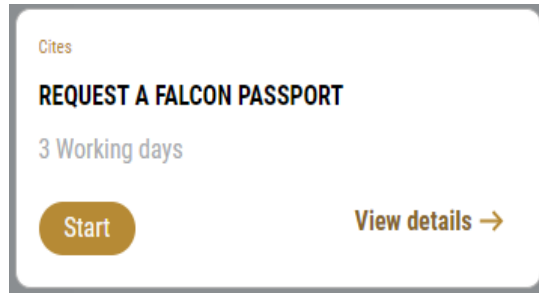 Cites
REQUEST A FALCON PASSPORT
3 Working days
Start
View details →